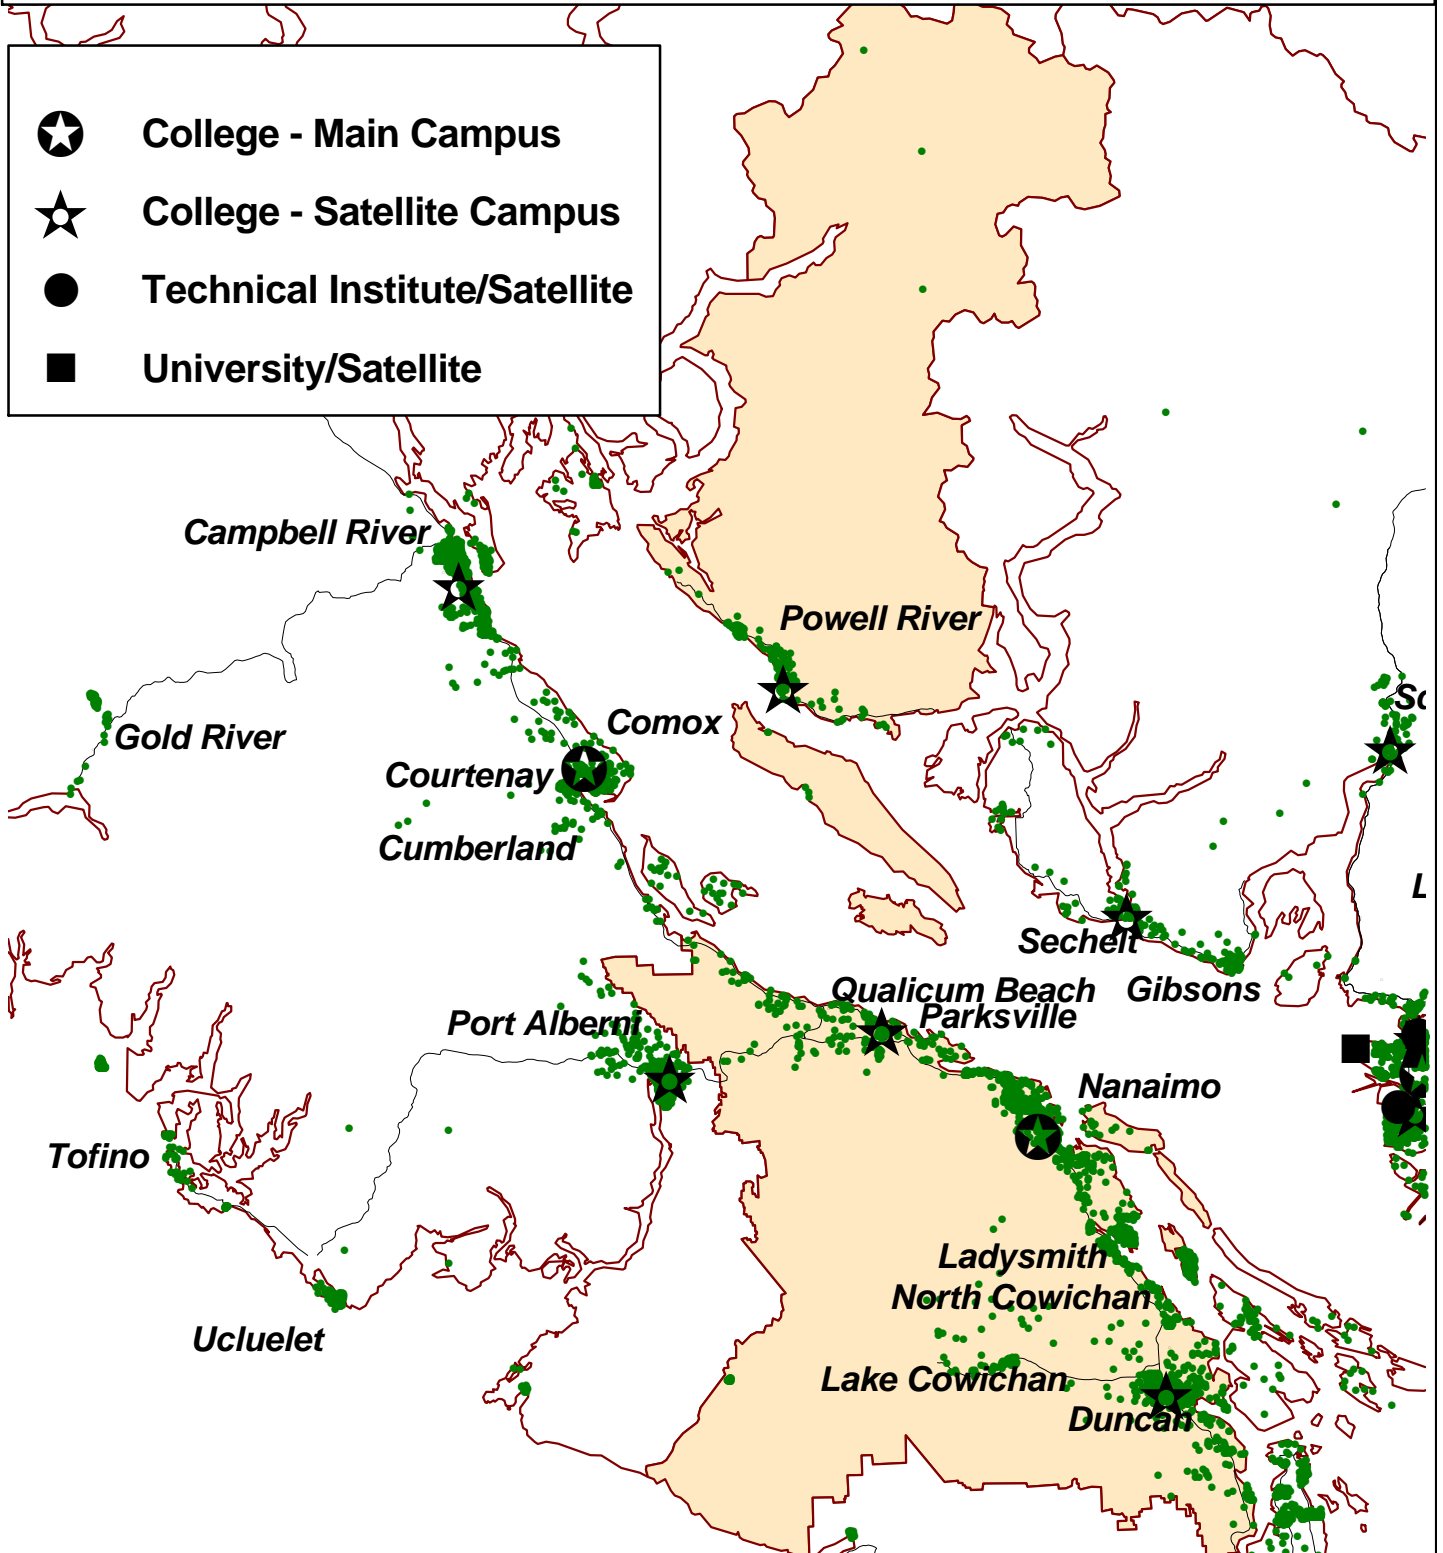 College - Main Campus
College - Satellite Campus
Technical Institute/Satellite
University/Satellite
Campbell River
Powell River
Sc
Gold River
Comox
Courtenay
Cumberland
L
Sechelt
Qualicum Beach
Gibsons
Port Alberni
Parksville
Nanaimo
Tofino
Ladysmith
North Cowichan
Ucluelet
Lake Cowichan
Duncan